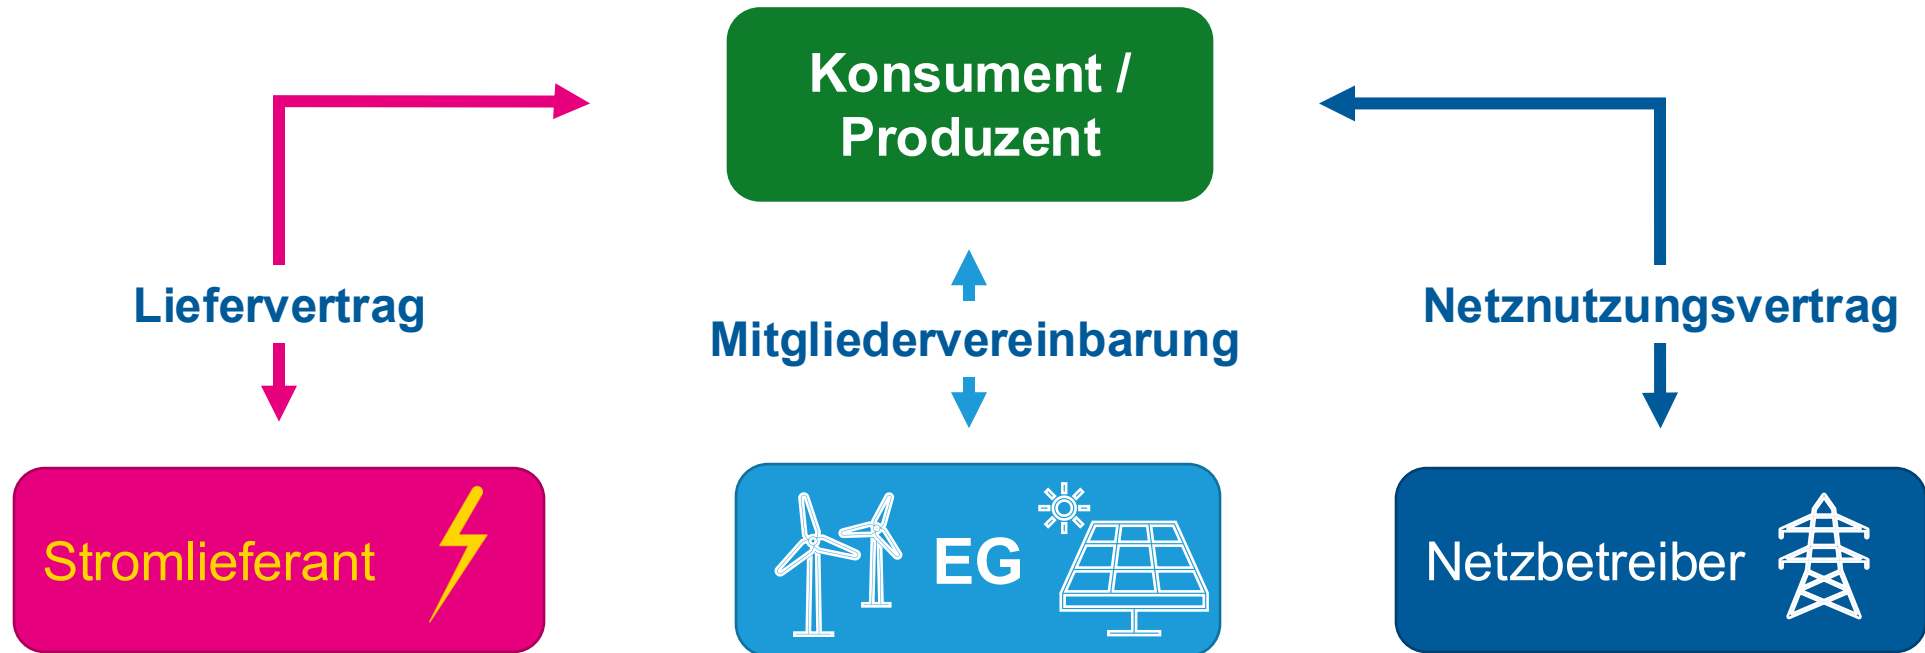 Konsument /
Produzent
Liefervertrag
Mitgliedervereinbarung
Netznutzungsvertrag
Stromlieferant
EG
Netzbetreiber